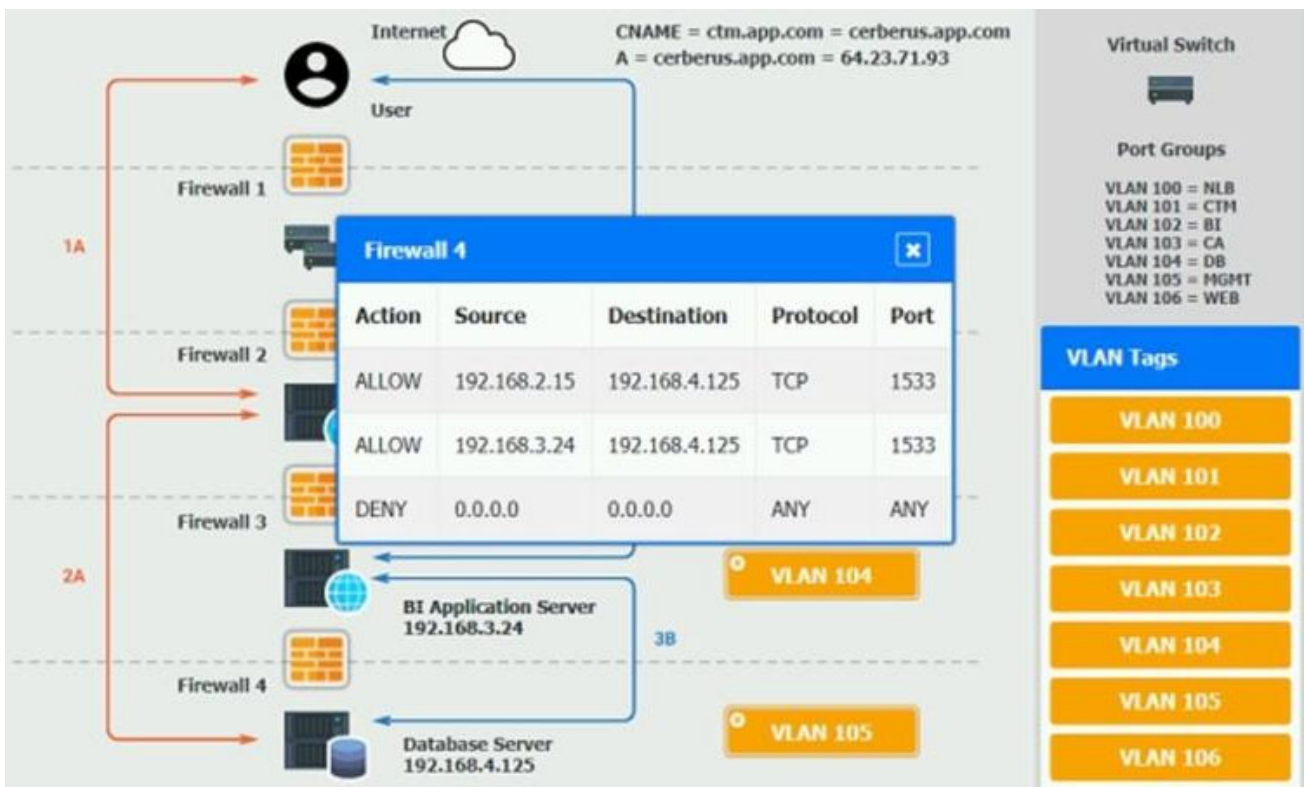 Internet
CNAME = ctm.app.com = cerberus.app.com
A = cerberus.app.com = 64.23.71.93
User
Firewall 1
1A
Firewall 2
Firewall 3
2A
BI Application Server
192.168.3.24
3B
Firewall 4
Database Server
192.168.4.125
VLAN 104
VLAN 105
Firewall 4
Action Source Destination Protocol Port
ALLOW 192.168.2.15 192.168.4.125 TCP 1533
ALLOW 192.168.3.24 192.168.4.125 TCP 1533
DENY 0.0.0.0 0.0.0.0 ANY ANY
Virtual Switch
Port Groups
VLAN 100 = NLB
VLAN 101 = CTM
VLAN 102 = BI
VLAN 103 = CA
VLAN 104 = DB
VLAN 105 = MGMT
VLAN 106 = WEB
VLAN Tags
VLAN 100
VLAN 101
VLAN 102
VLAN 103
VLAN 104
VLAN 105
VLAN 106